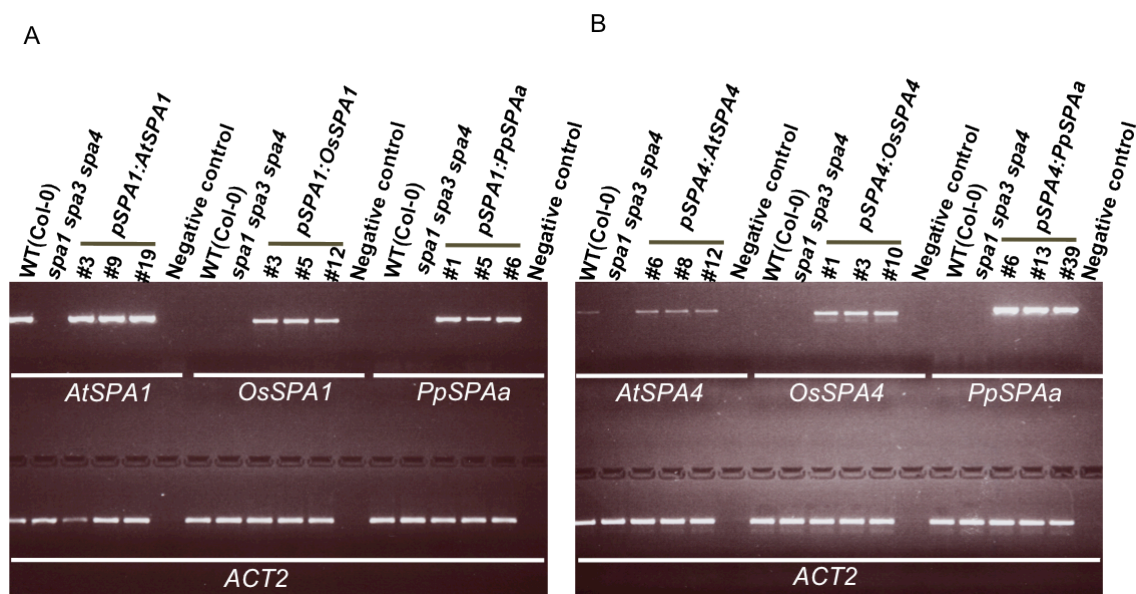 A
B
WT(Col-0)
spa1 spa3 spa4
#3
#9
#19
pSPA1:AtSPA1
Negative control
WT(Col-0)
spa1 spa3 spa4
#3
#5
#12
pSPA1:OsSPA1
Negative control
WT(Col-0)
spa1 spa3 spa4
#1
#5
#6
pSPA1:PpSPAa
Negative control
WT(Col-0)
spa1 spa3 spa4
#6
#8
#12
pSPA4:AtSPA4
Negative control
WT(Col-0)
spa1 spa3 spa4
#1
#3
#10
pSPA4:OsSPA4
Negative control
WT(Col-0)
spa1 spa3 spa4
#6
#13
#39
pSPA4:PpSPAa
Negative control
AtSPA1
OsSPA1
PpSPAa
AtSPA4
OsSPA4
PpSPAa
ACT2
ACT2